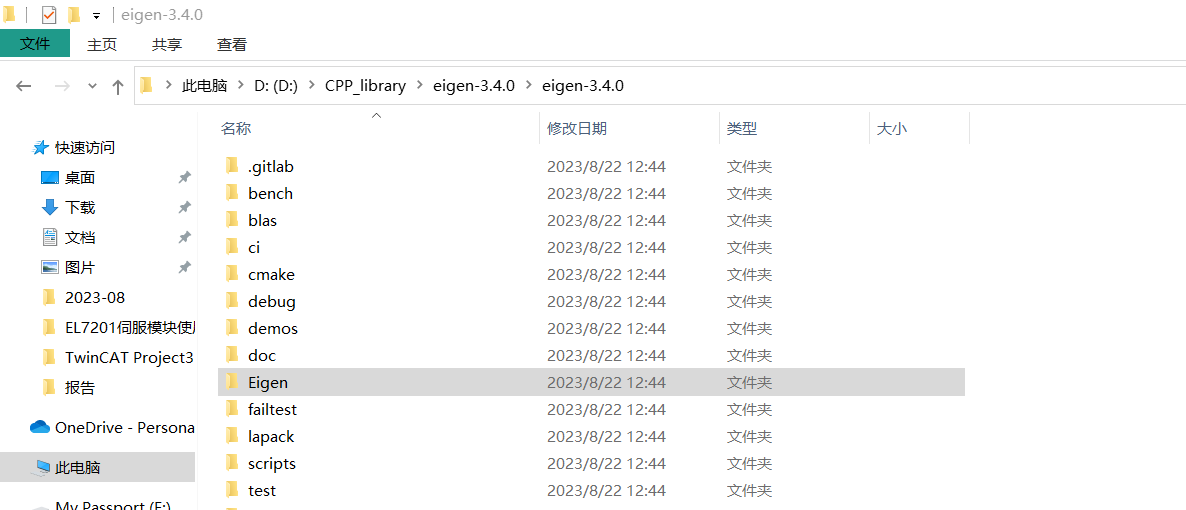 eigen-3.4.0
文件 主页 共享 查看
此电脑 D: (D:) CPP_library eigen-3.4.0 eigen-3.4.0
名称 修改日期 类型 大小
快速访问
桌面
下载
文档
图片
2023-08
EL7201伺服模块使
TwinCAT Project3
报告
OneDrive - Persona
此电脑
My Passport (F:)
.gitlab 2023/8/22 12:44 文件夹
bench 2023/8/22 12:44 文件夹
blas 2023/8/22 12:44 文件夹
ci 2023/8/22 12:44 文件夹
cmake 2023/8/22 12:44 文件夹
debug 2023/8/22 12:44 文件夹
demos 2023/8/22 12:44 文件夹
doc 2023/8/22 12:44 文件夹
Eigen 2023/8/22 12:44 文件夹
failtest 2023/8/22 12:44 文件夹
lapack 2023/8/22 12:44 文件夹
scripts 2023/8/22 12:44 文件夹
test 2023/8/22 12:44 文件夹